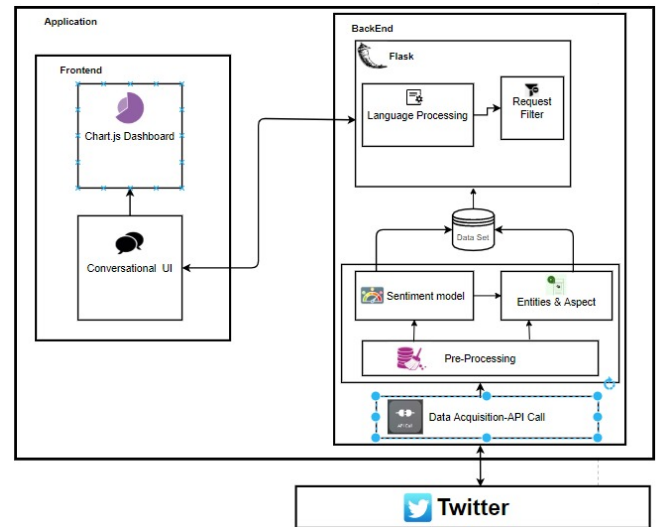 Application
BackEnd
Flask
Frontend
Chart.js Dashboard
Language Processing
Request
Filter
Conversational UI
Data Set
Sentiment model
Entities & Aspect
Pre-Processing
Data Acquisition-API Call
Twitter